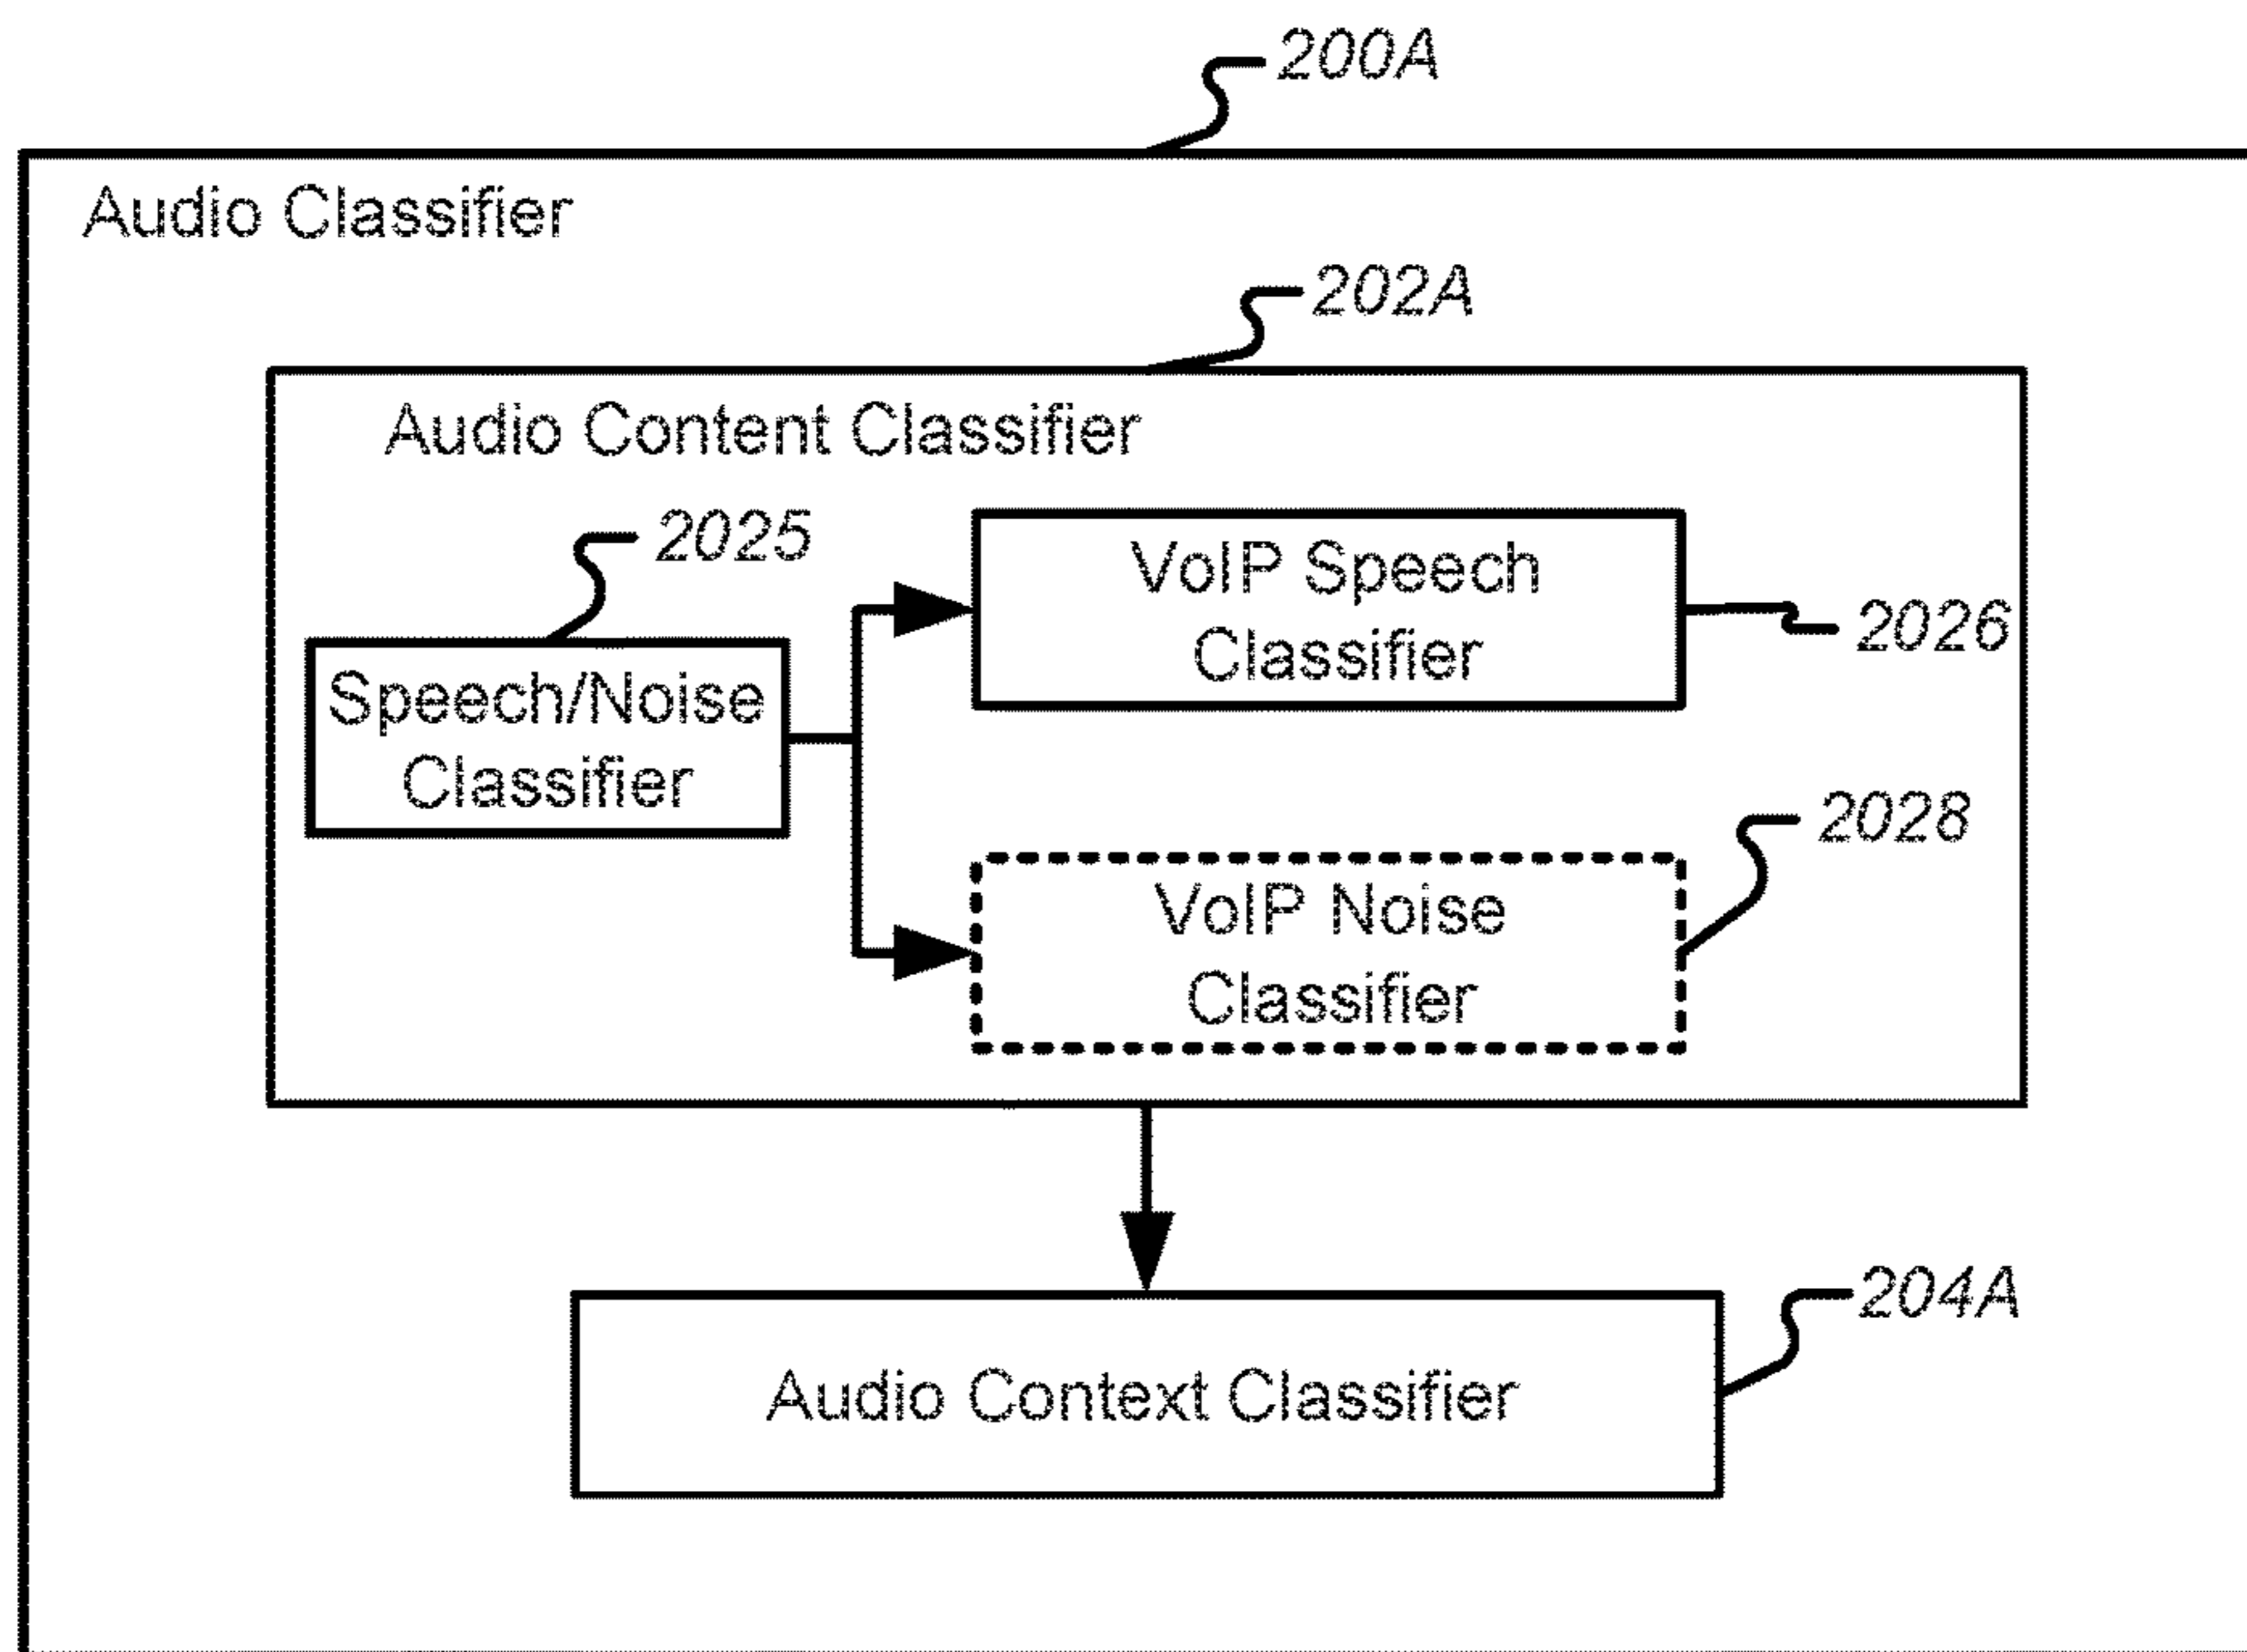 200A
Audio Classifier
202A
Audio Content Classifier
2025
VoIP Speech
Classifier
2026
Speech/Noise
Classifier
2028
VoIP Noise
Classifier
204A
Audio Context Classifier